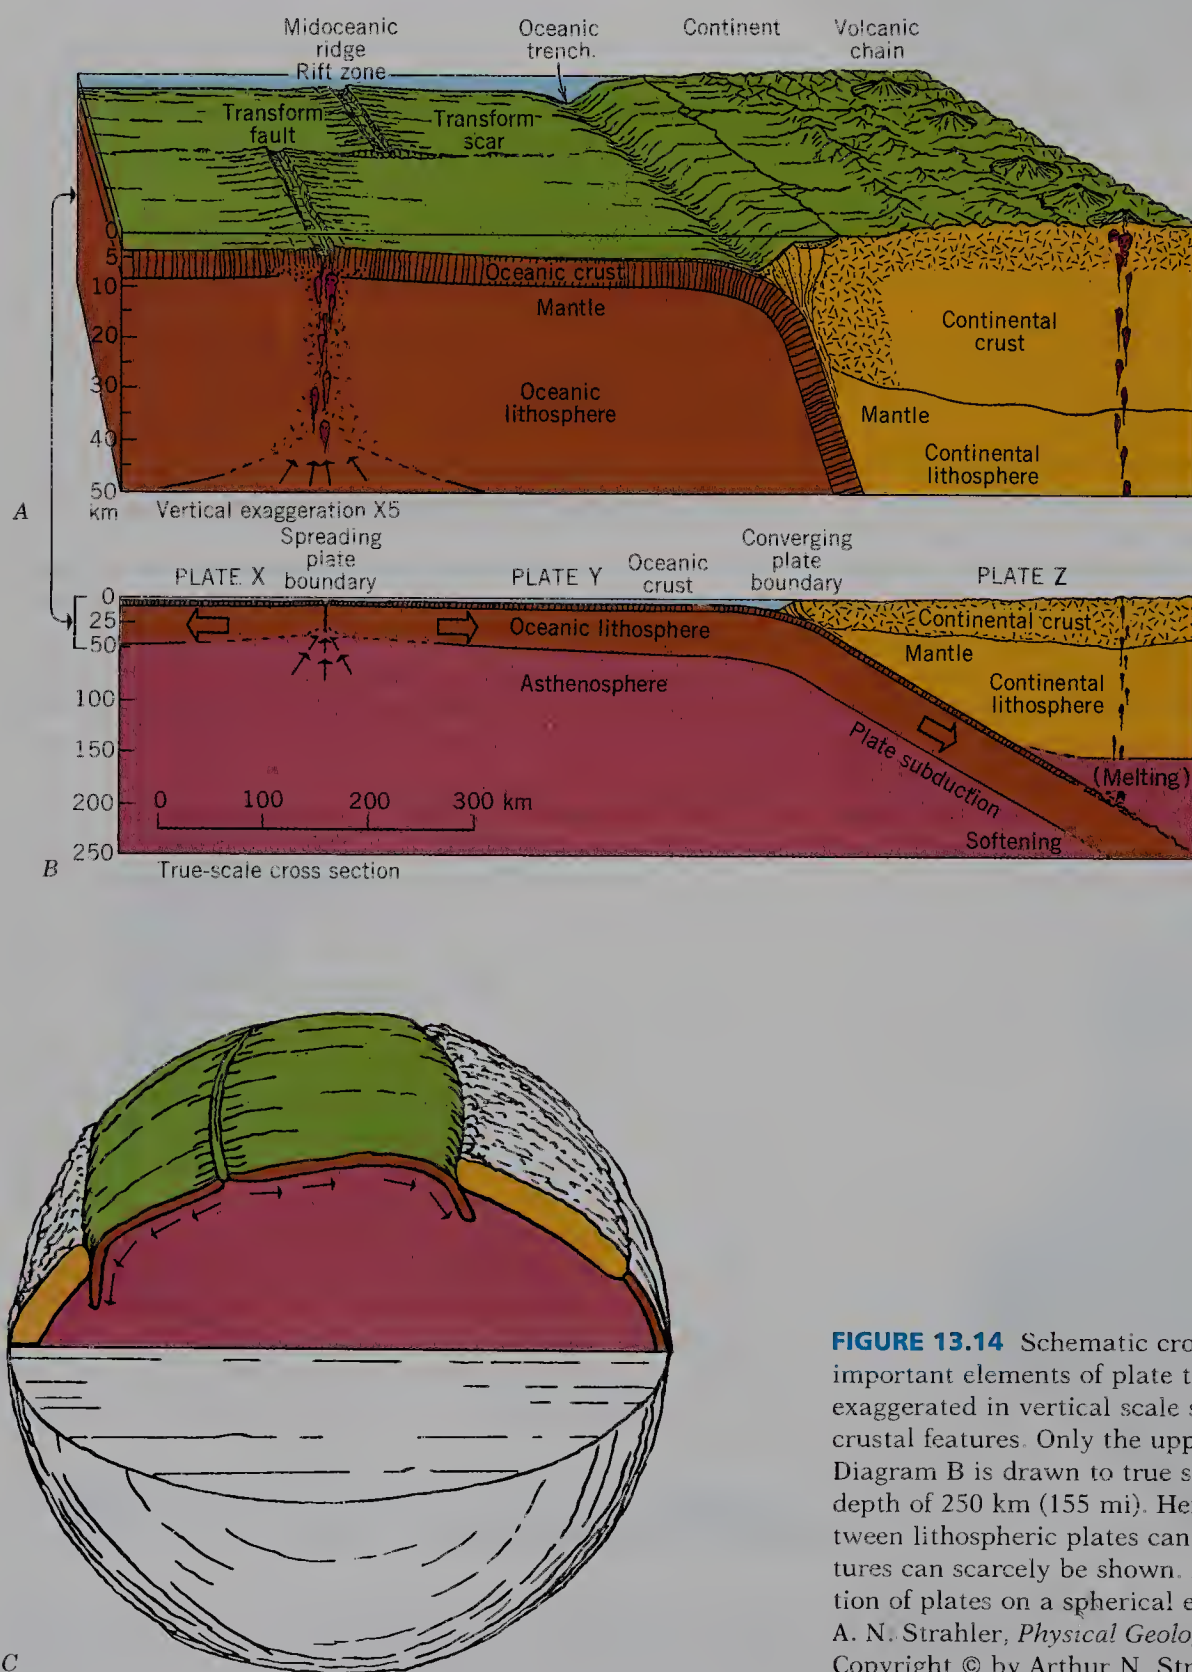 Midoceanic
ridge
Rift zone
Oceanic
trench.
Continent
Volcanic
chain
Transform
fault
Transform
scar
0
5
10
20
30
40
50
km
Oceanic crust
Mantle
Oceanic
lithosphere
Continental
crust
Mantle
Continental
lithosphere
A
Vertical exaggeration X5
Spreading
plate
boundary
PLATE X
PLATE Y
Oceanic
crust
Converging
plate
boundary
PLATE Z
0
25
50
100
150
200
250
Oceanic lithosphere
Continental crust
Mantle
Continental
lithosphere
Asthenosphere
Plate subduction
(Melting)
Softening
0 100 200 300 km
B
True-scale cross section
C
FIGURE 13.14 Schematic cro
important elements of plate t
exaggerated in vertical scale s
crustal features. Only the upp
Diagram B is drawn to true s
depth of 250 km (155 mi). He
tween lithospheric plates can
tures can scarcely be shown.
tion of plates on a spherical e
A. N. Strahler, Physical Geolo
Copyright © by Arthur N. Str